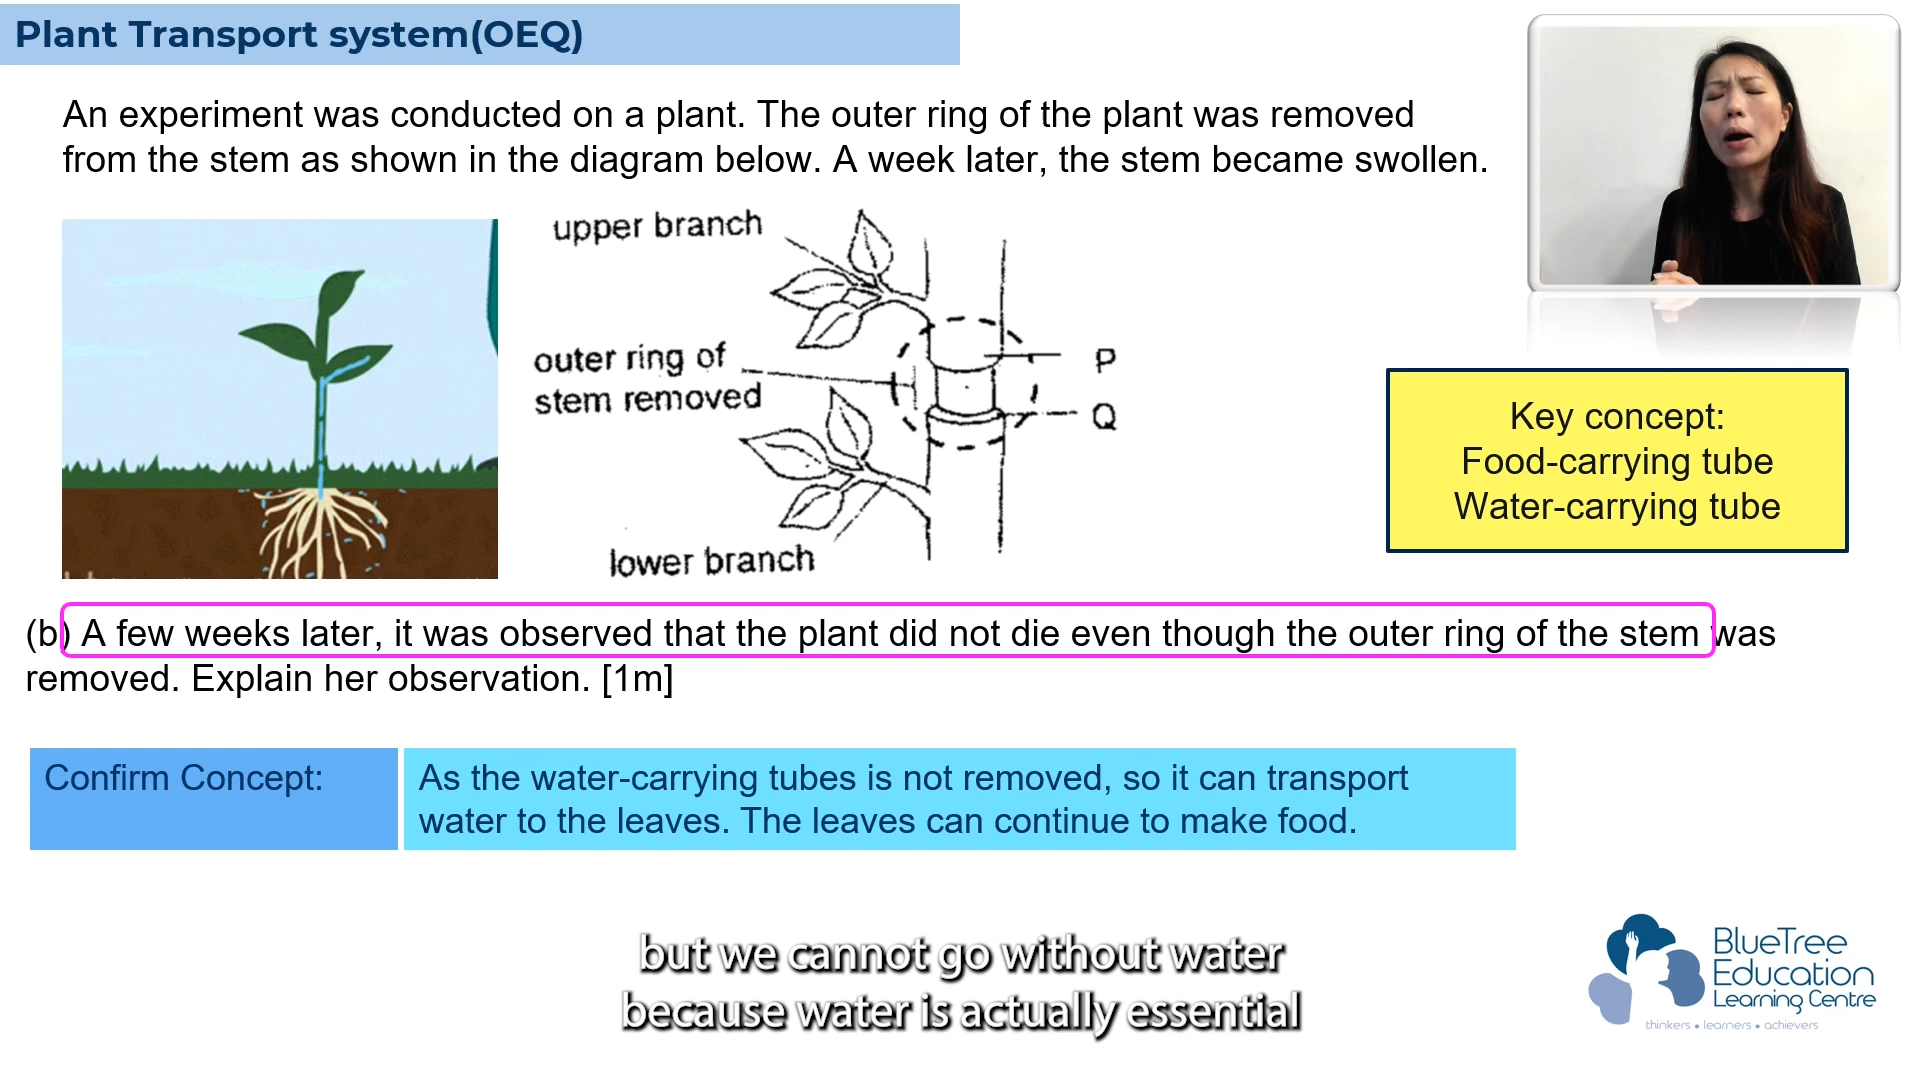 Plant Transport system(OEQ)
An experiment was conducted on a plant. The outer ring of the plant was removed
from the stem as shown in the diagram below. A week later, the stem became swollen.
upper branch
outer ring of
stem removed
P
Q
lower branch
Key concept:
Food-carrying tube
Water-carrying tube
(b) A few weeks later, it was observed that the plant did not die even though the outer ring of the stem was
removed. Explain her observation. [1m]
Confirm Concept:
As the water-carrying tubes is not removed, so it can transport
water to the leaves. The leaves can continue to make food.
but we cannot go without water
because water is actually essential
BlueTree
Education
Learning Centre
thinkers • learners • achievers